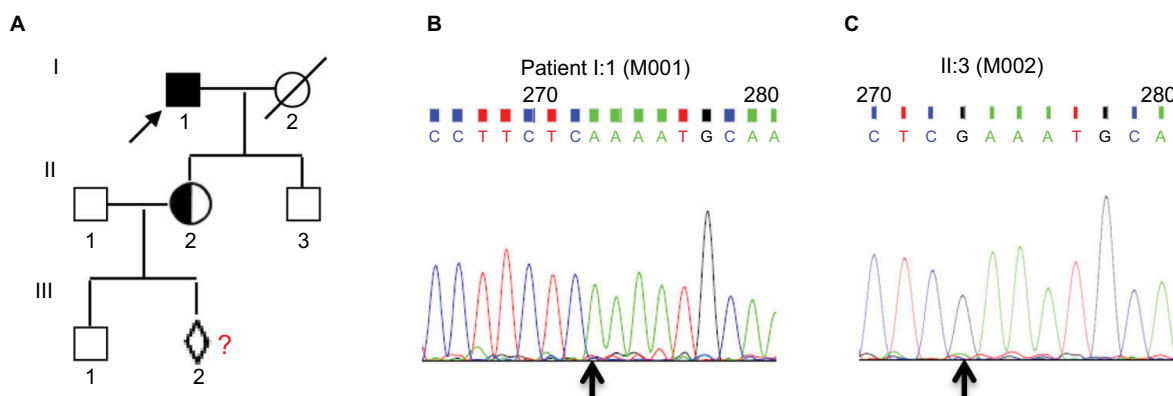 A
I
1
2
II
1
2
3
III
1
2
?
B
Patient I:1 (M001)
270
280
C C T T C T C A A A A T G C A A
C
II:3 (M002)
270
280
C T C G A A A T G C A